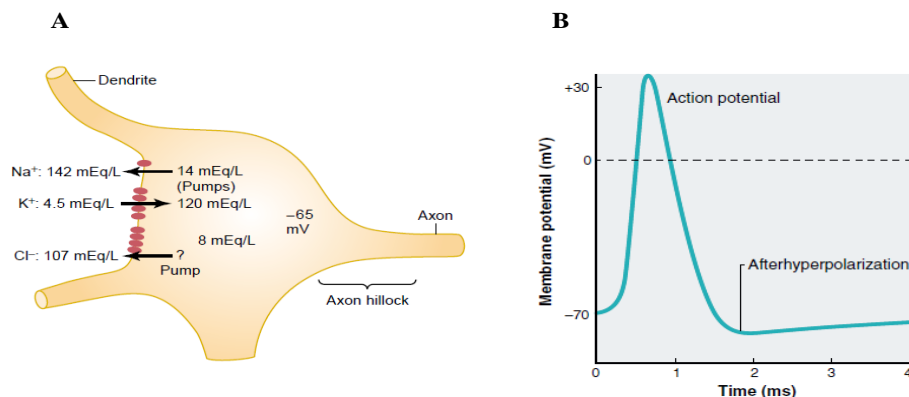 A
Dendrite
Na+: 142 mEq/L
14 mEq/L
(Pumps)
K+: 4.5 mEq/L
120 mEq/L
–65
mV
Axon
8 mEq/L
Cl–: 107 mEq/L
?
Pump
Axon hillock
B
Membrane potential (mV)
+30
Action potential
0
Afterhyperpolarization
–70
0
1
2
3
4
Time (ms)